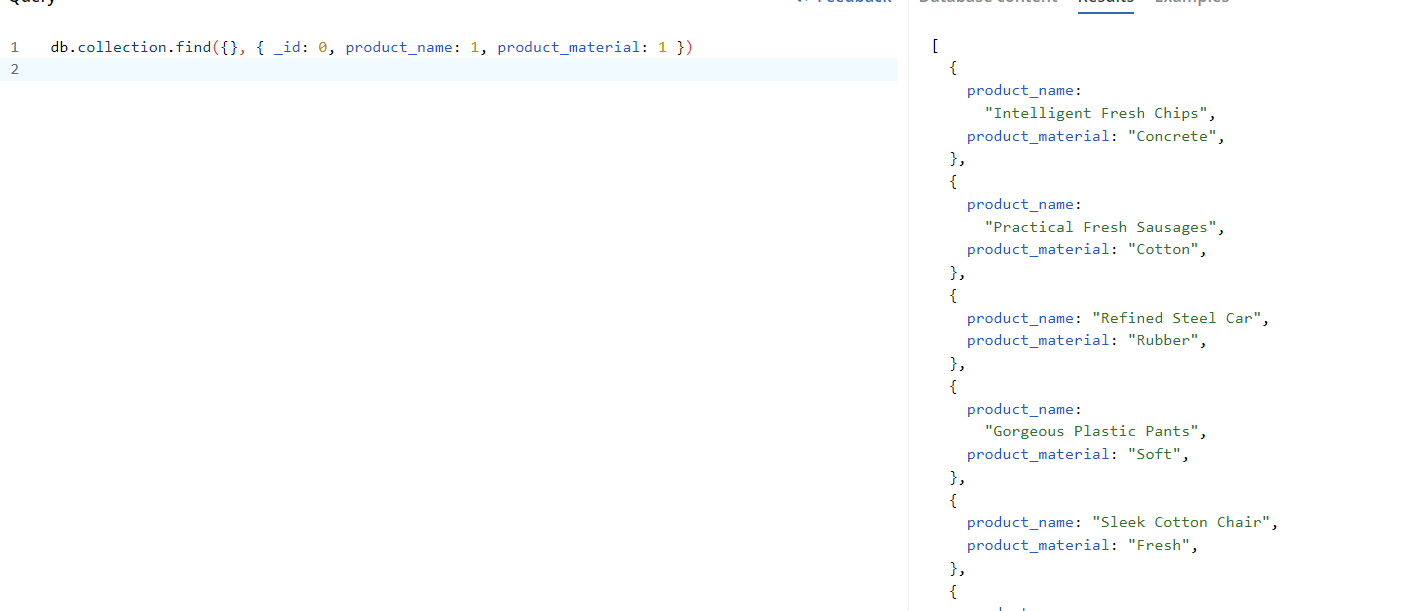 Query
Feedback
Database content Results Examples
1 db.collection.find({}, { _id: 0, product_name: 1, product_material: 1 })
2
[
{
product_name:
"Intelligent Fresh Chips",
product_material: "Concrete",
},
{
product_name:
"Practical Fresh Sausages",
product_material: "Cotton",
},
{
product_name: "Refined Steel Car",
product_material: "Rubber",
},
{
product_name:
"Gorgeous Plastic Pants",
product_material: "Soft",
},
{
product_name: "Sleek Cotton Chair",
product_material: "Fresh",
},
{